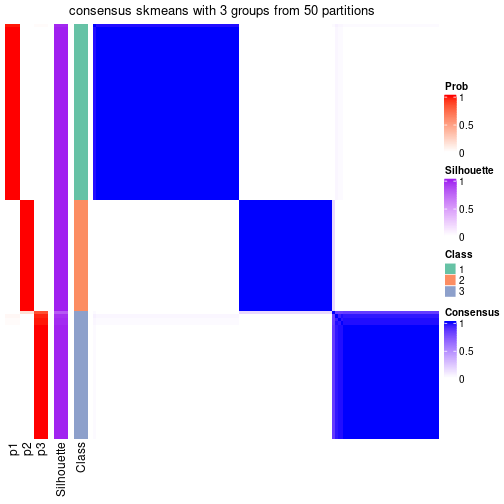 consensus skmeans with 3 groups from 50 partitions
Prob
1
0.5
0
Silhouette
1
0.5
0
Class
1
2
3
Consensus
1
0.5
0
p1
p2
p3
Silhouette
Class